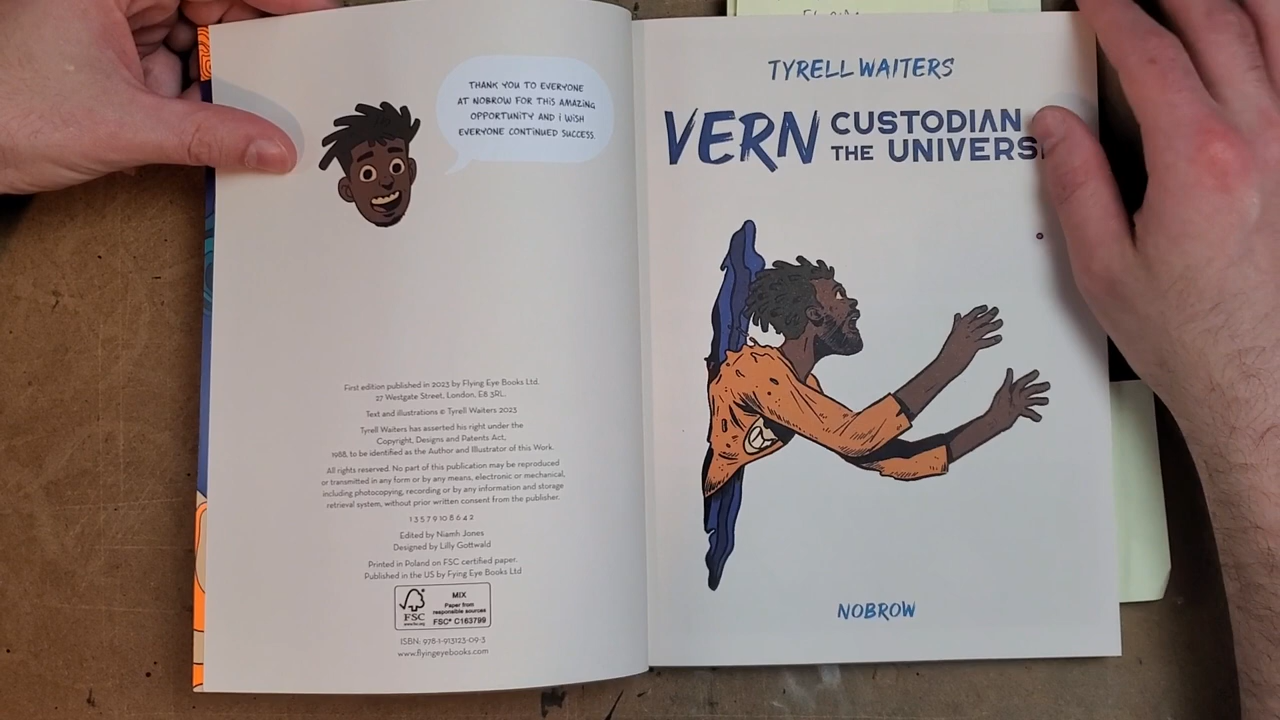 THANK YOU TO EVERYONE
AT NOBROW FOR THIS AMAZING
OPPORTUNITY AND I WISH
EVERYONE CONTINUED SUCCESS.
First edition published in 2023 by Flying Eye Books Ltd.
27 Westgate Street, London, E8 3RL.
Text and illustrations © Tyrell Waiters 2023
Tyrell Waiters has asserted his right under the
Copyright, Designs and Patents Act,
1988, to be identified as the Author and Illustrator of this Work.
All rights reserved. No part of this publication may be reproduced
or transmitted in any form or by any means, electronic or mechanical,
including photocopying, recording or by any information and storage
retrieval system, without prior written consent from the publisher.
1 3 5 7 9 10 8 6 4 2
Edited by Niamh Jones
Designed by Lilly Gottwald
Printed in Poland on FSC certified paper.
Published in the US by Fying Eye Books Ltd
FSC
www.fsc.org
MIX
Paper from
responsible sources
FSC® C163799
ISBN: 978-1-913123-09-3
www.flyingeyebooks.com
TYRELL WAITERS
VERN CUSTODIAN
THE UNIVERS
NOBROW